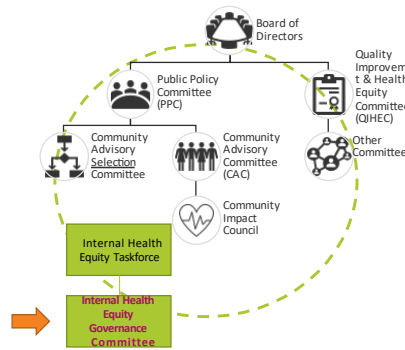 Board of
Directors
Public Policy
Committee
(PPC)
Quality
Improvemen
t & Health
Equity
Committee
(QIHEC)
Community
Advisory
Selection
Committee
Community
Advisory
Committee
(CAC)
Other
Committees
Community
Impact
Council
Internal Health
Equity Taskforce
Internal Health
Equity
Governance
Committee